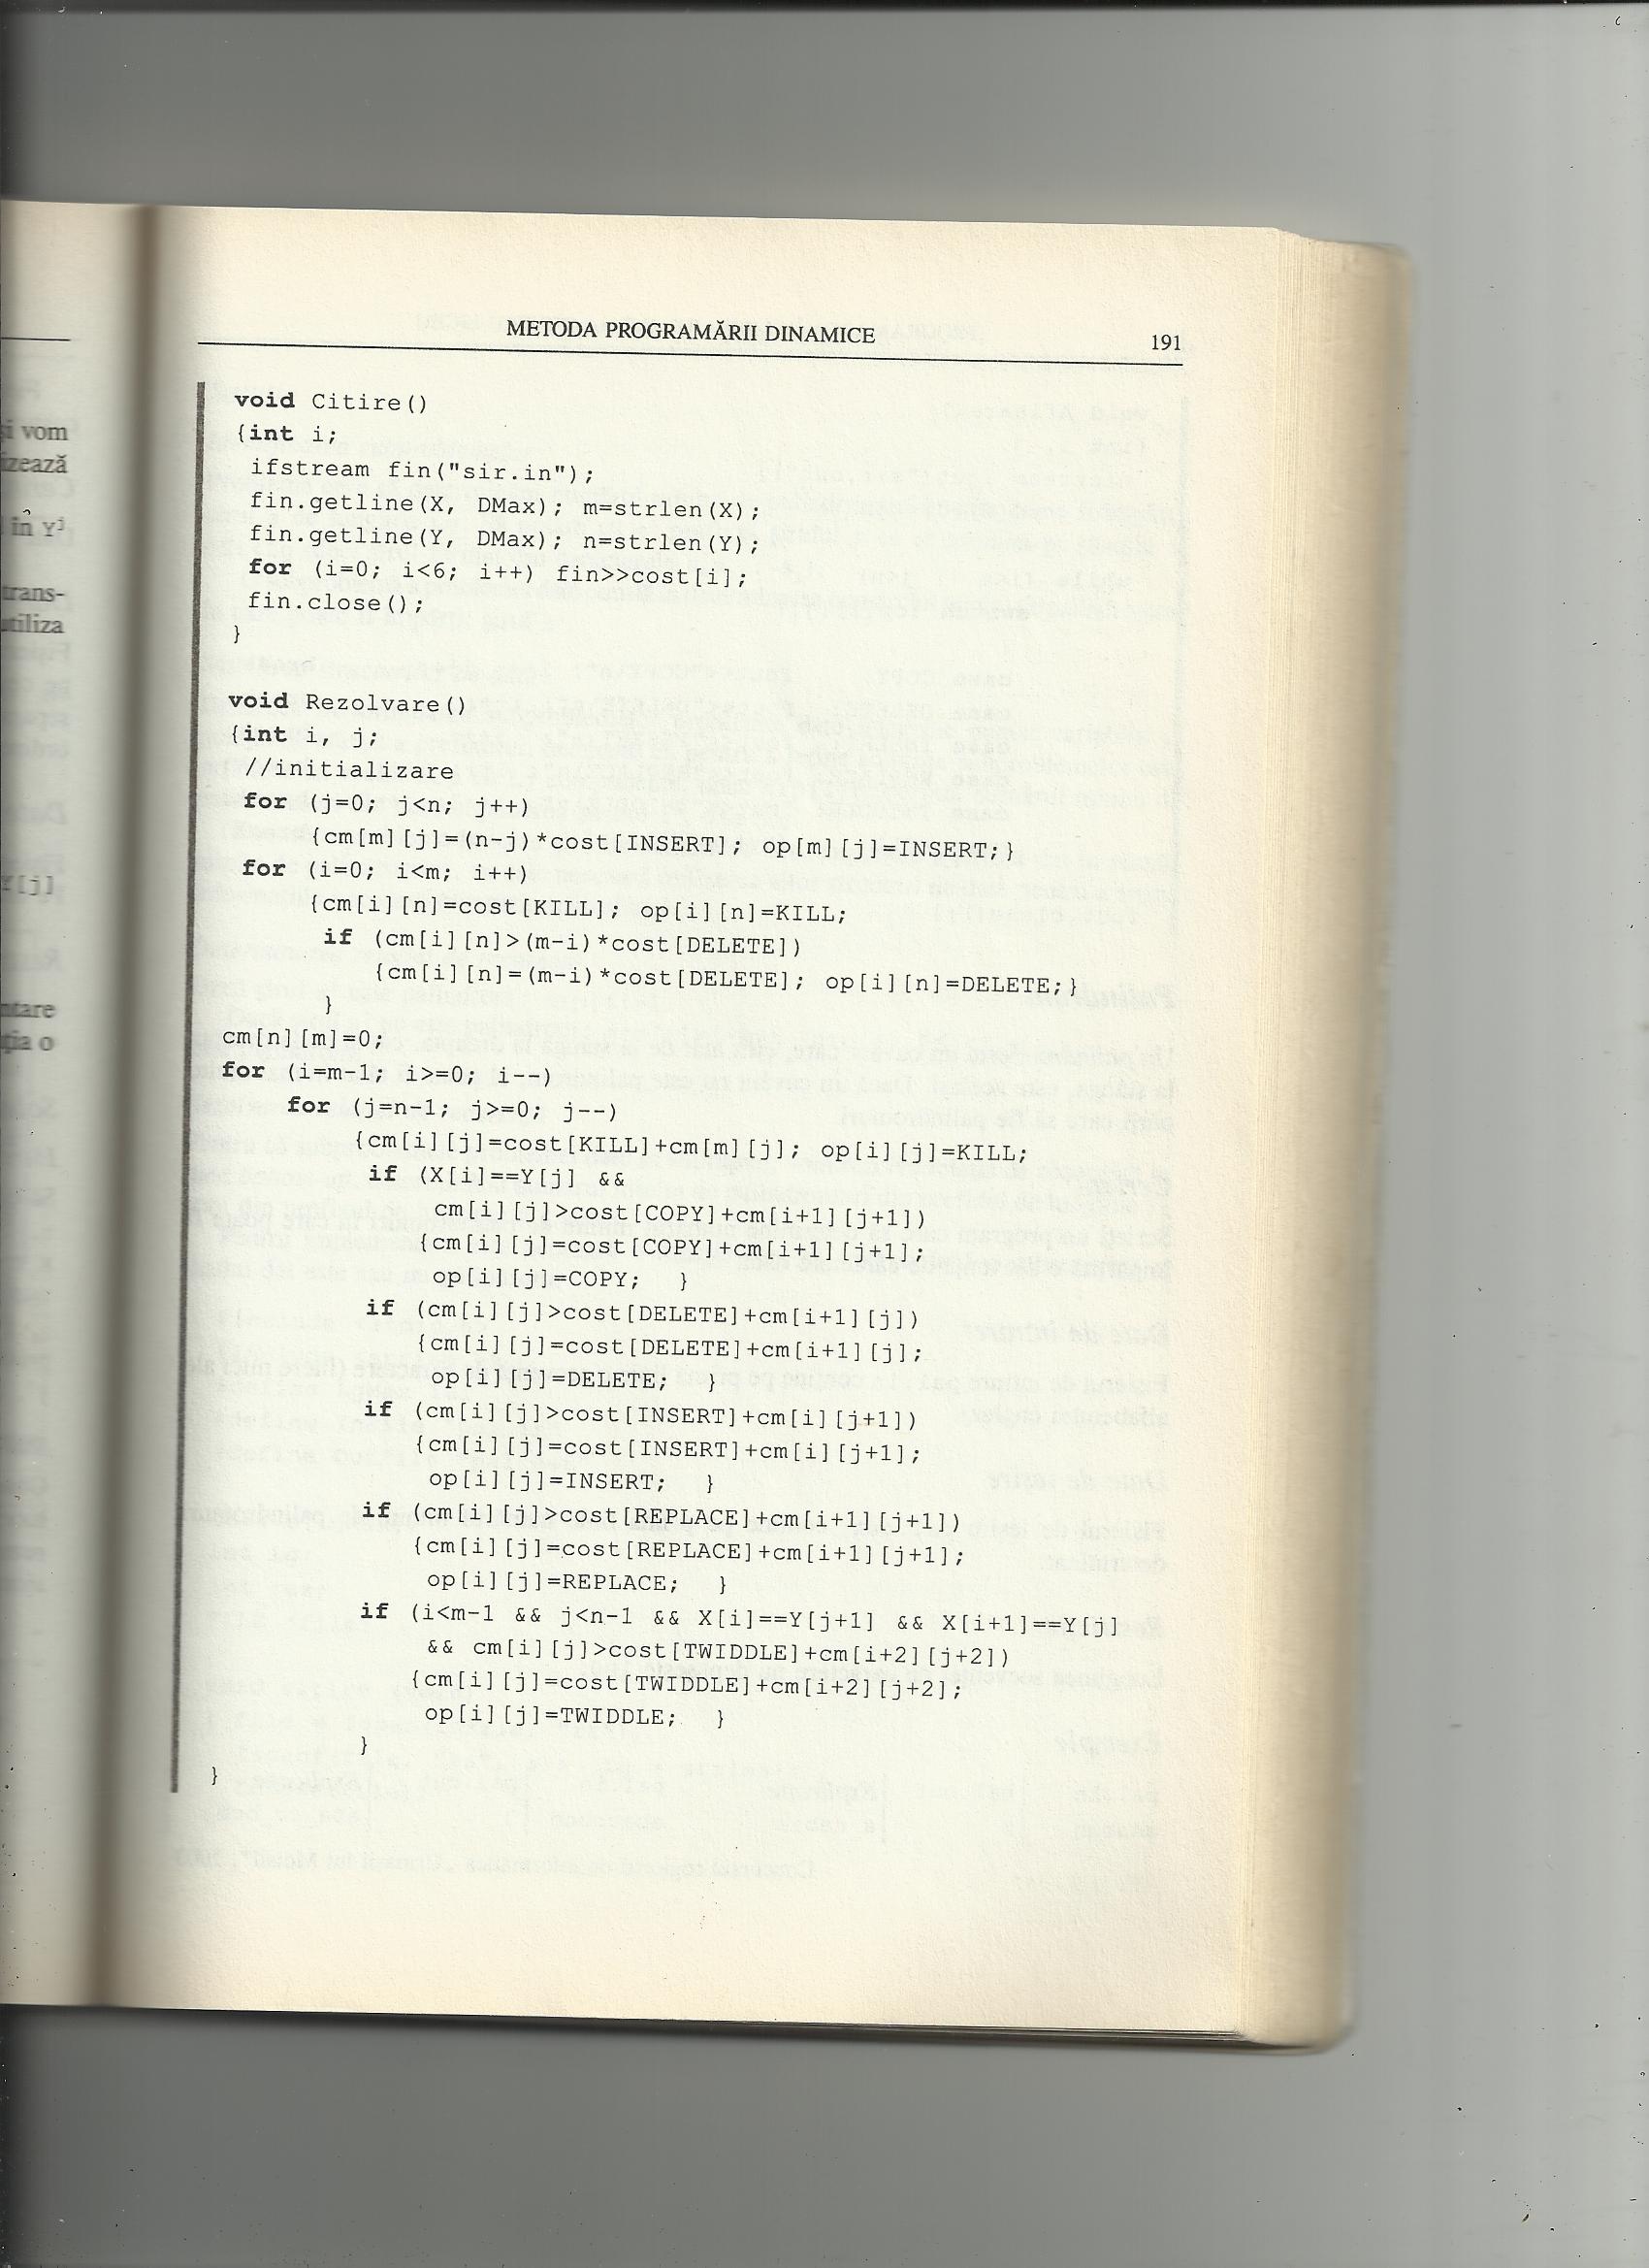 METODA PROGRAMĂRII DINAMICE 191
void Citire()
{int i;
ifstream fin("sir.in");
fin.getline(X, DMax); m=strlen(X);
fin.getline(Y, DMax); n=strlen(Y);
for (i=0; i<6; i++) fin>>cost[i];
fin.close();
}
void Rezolvare()
{int i, j;
//initializare
for (j=0; j<n; j++)
{cm[m][j]=(n-j)*cost[INSERT]; op[m][j]=INSERT;}
for (i=0; i<m; i++)
{cm[i][n]=cost[KILL]; op[i][n]=KILL;
if (cm[i][n]>(m-i)*cost[DELETE])
{cm[i][n]=(m-i)*cost[DELETE]; op[i][n]=DELETE;}
}
cm[n][m]=0;
for (i=m-1; i>=0; i--)
for (j=n-1; j>=0; j--)
{cm[i][j]=cost[KILL]+cm[m][j]; op[i][j]=KILL;
if (X[i]==Y[j] &&
cm[i][j]>cost[COPY]+cm[i+1][j+1])
{cm[i][j]=cost[COPY]+cm[i+1][j+1];
op[i][j]=COPY; }
if (cm[i][j]>cost[DELETE]+cm[i+1][j])
{cm[i][j]=cost[DELETE]+cm[i+1][j];
op[i][j]=DELETE; }
if (cm[i][j]>cost[INSERT]+cm[i][j+1])
{cm[i][j]=cost[INSERT]+cm[i][j+1];
op[i][j]=INSERT; }
if (cm[i][j]>cost[REPLACE]+cm[i+1][j+1])
{cm[i][j]=cost[REPLACE]+cm[i+1][j+1];
op[i][j]=REPLACE; }
if (i<m-1 && j<n-1 && X[i]==Y[j+1] && X[i+1]==Y[j]
&& cm[i][j]>cost[TWIDDLE]+cm[i+2][j+2])
{cm[i][j]=cost[TWIDDLE]+cm[i+2][j+2];
op[i][j]=TWIDDLE; }
}
}